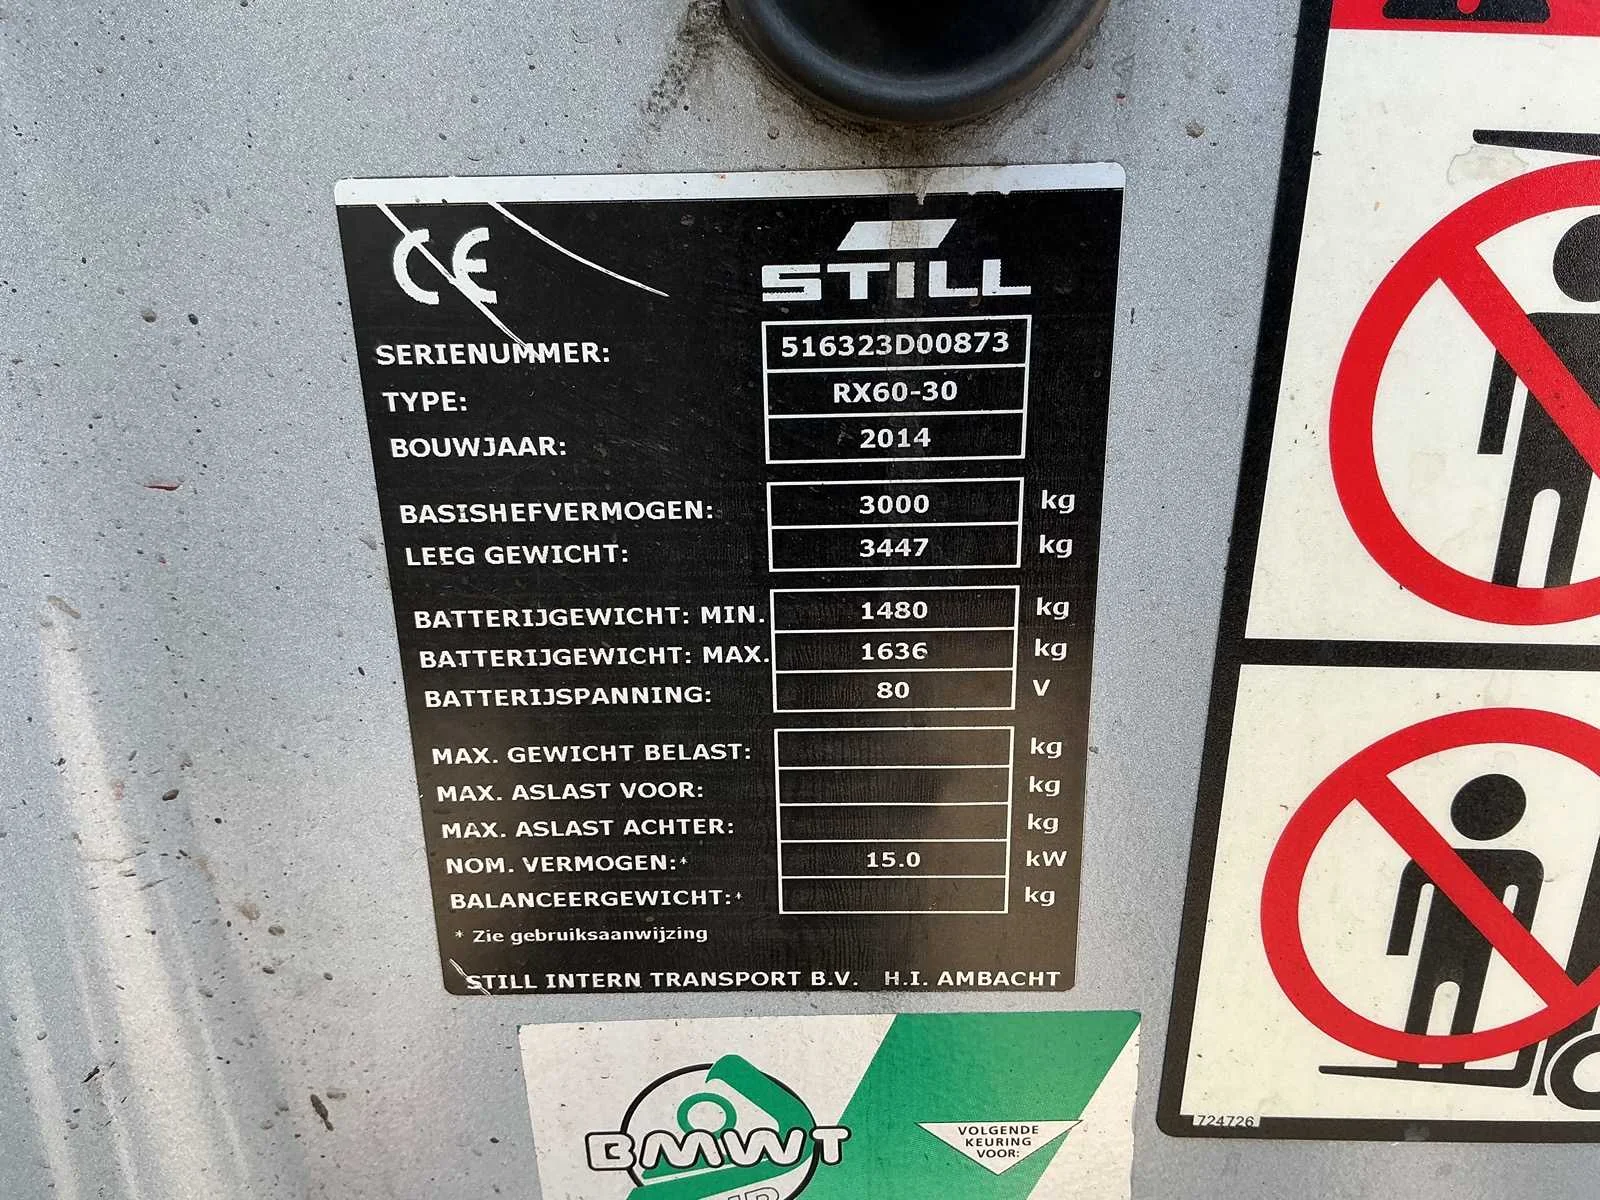 CE
STILL
SERIENUMMER: 516323D00873
TYPE: RX60-30
BOUWJAAR: 2014
BASISHEFVERMOGEN: 3000 kg
LEEG GEWICHT: 3447 kg
BATTERIJGEWICHT: MIN. 1480 kg
BATTERIJGEWICHT: MAX. 1636 kg
BATTERIJSPANNING: 80 V
MAX. GEWICHT BELAST: kg
MAX. ASLAST VOOR: kg
MAX. ASLAST ACHTER: kg
NOM. VERMOGEN:* 15.0 kW
BALANCEERGEWICHT:* kg
* Zie gebruiksaanwijzing
STILL INTERN TRANSPORT B.V. H.I. AMBACHT
724726
BMWT
VOLGENDE
KEURING
VOOR: